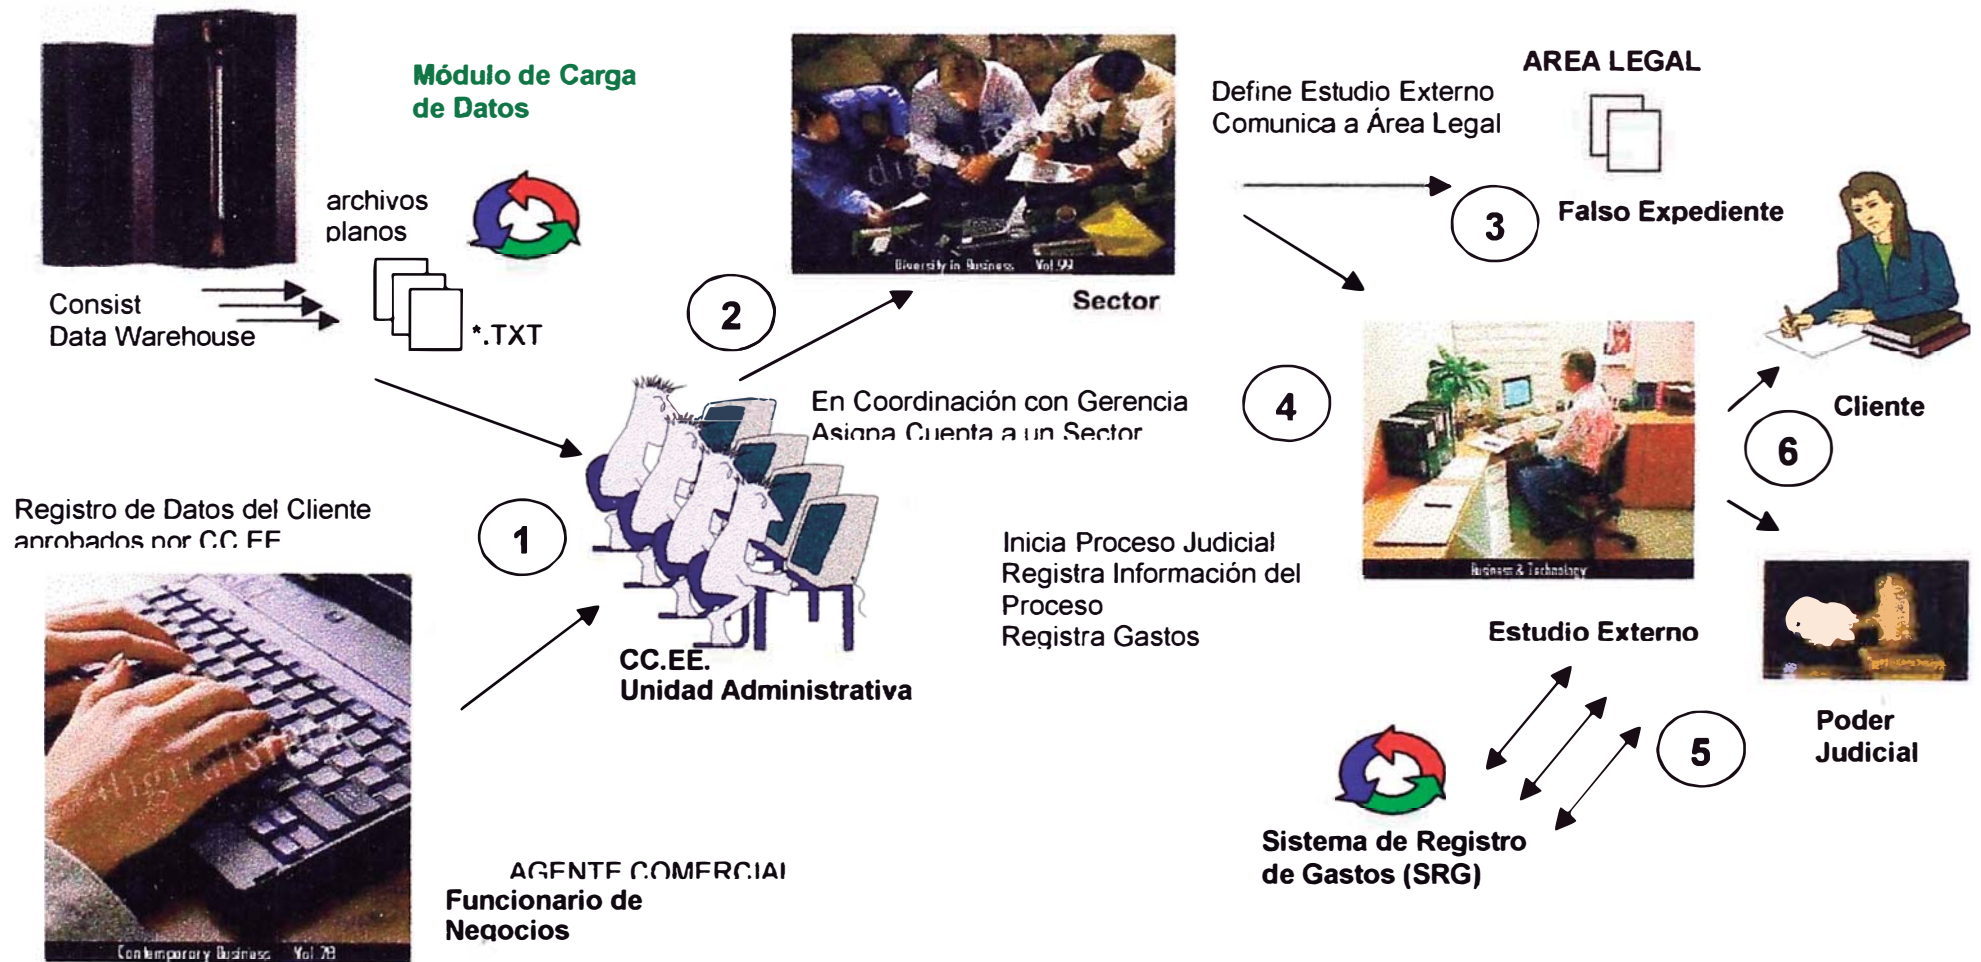 Módulo de Carga
de Datos
archivos
planos
*.TXT
Consist
Data Warehouse
Registro de Datos del Cliente
aprobados por CC.EE
1
Contemporary Business Vol 78
AGENTE COMERCIAL
Funcionario de
Negocios
CC.EE.
Unidad Administrativa
2
En Coordinación con Gerencia
Asigna Cuenta a un Sector
digitalstock
Diversity in Business Vol 99
Sector
Define Estudio Externo
Comunica a Área Legal
AREA LEGAL
3
Falso Expediente
4
Inicia Proceso Judicial
Registra Información del
Proceso
Registra Gastos
Business & Technology
Estudio Externo
Cliente
6
Poder
Judicial
5
Sistema de Registro
de Gastos (SRG)
digitalstock